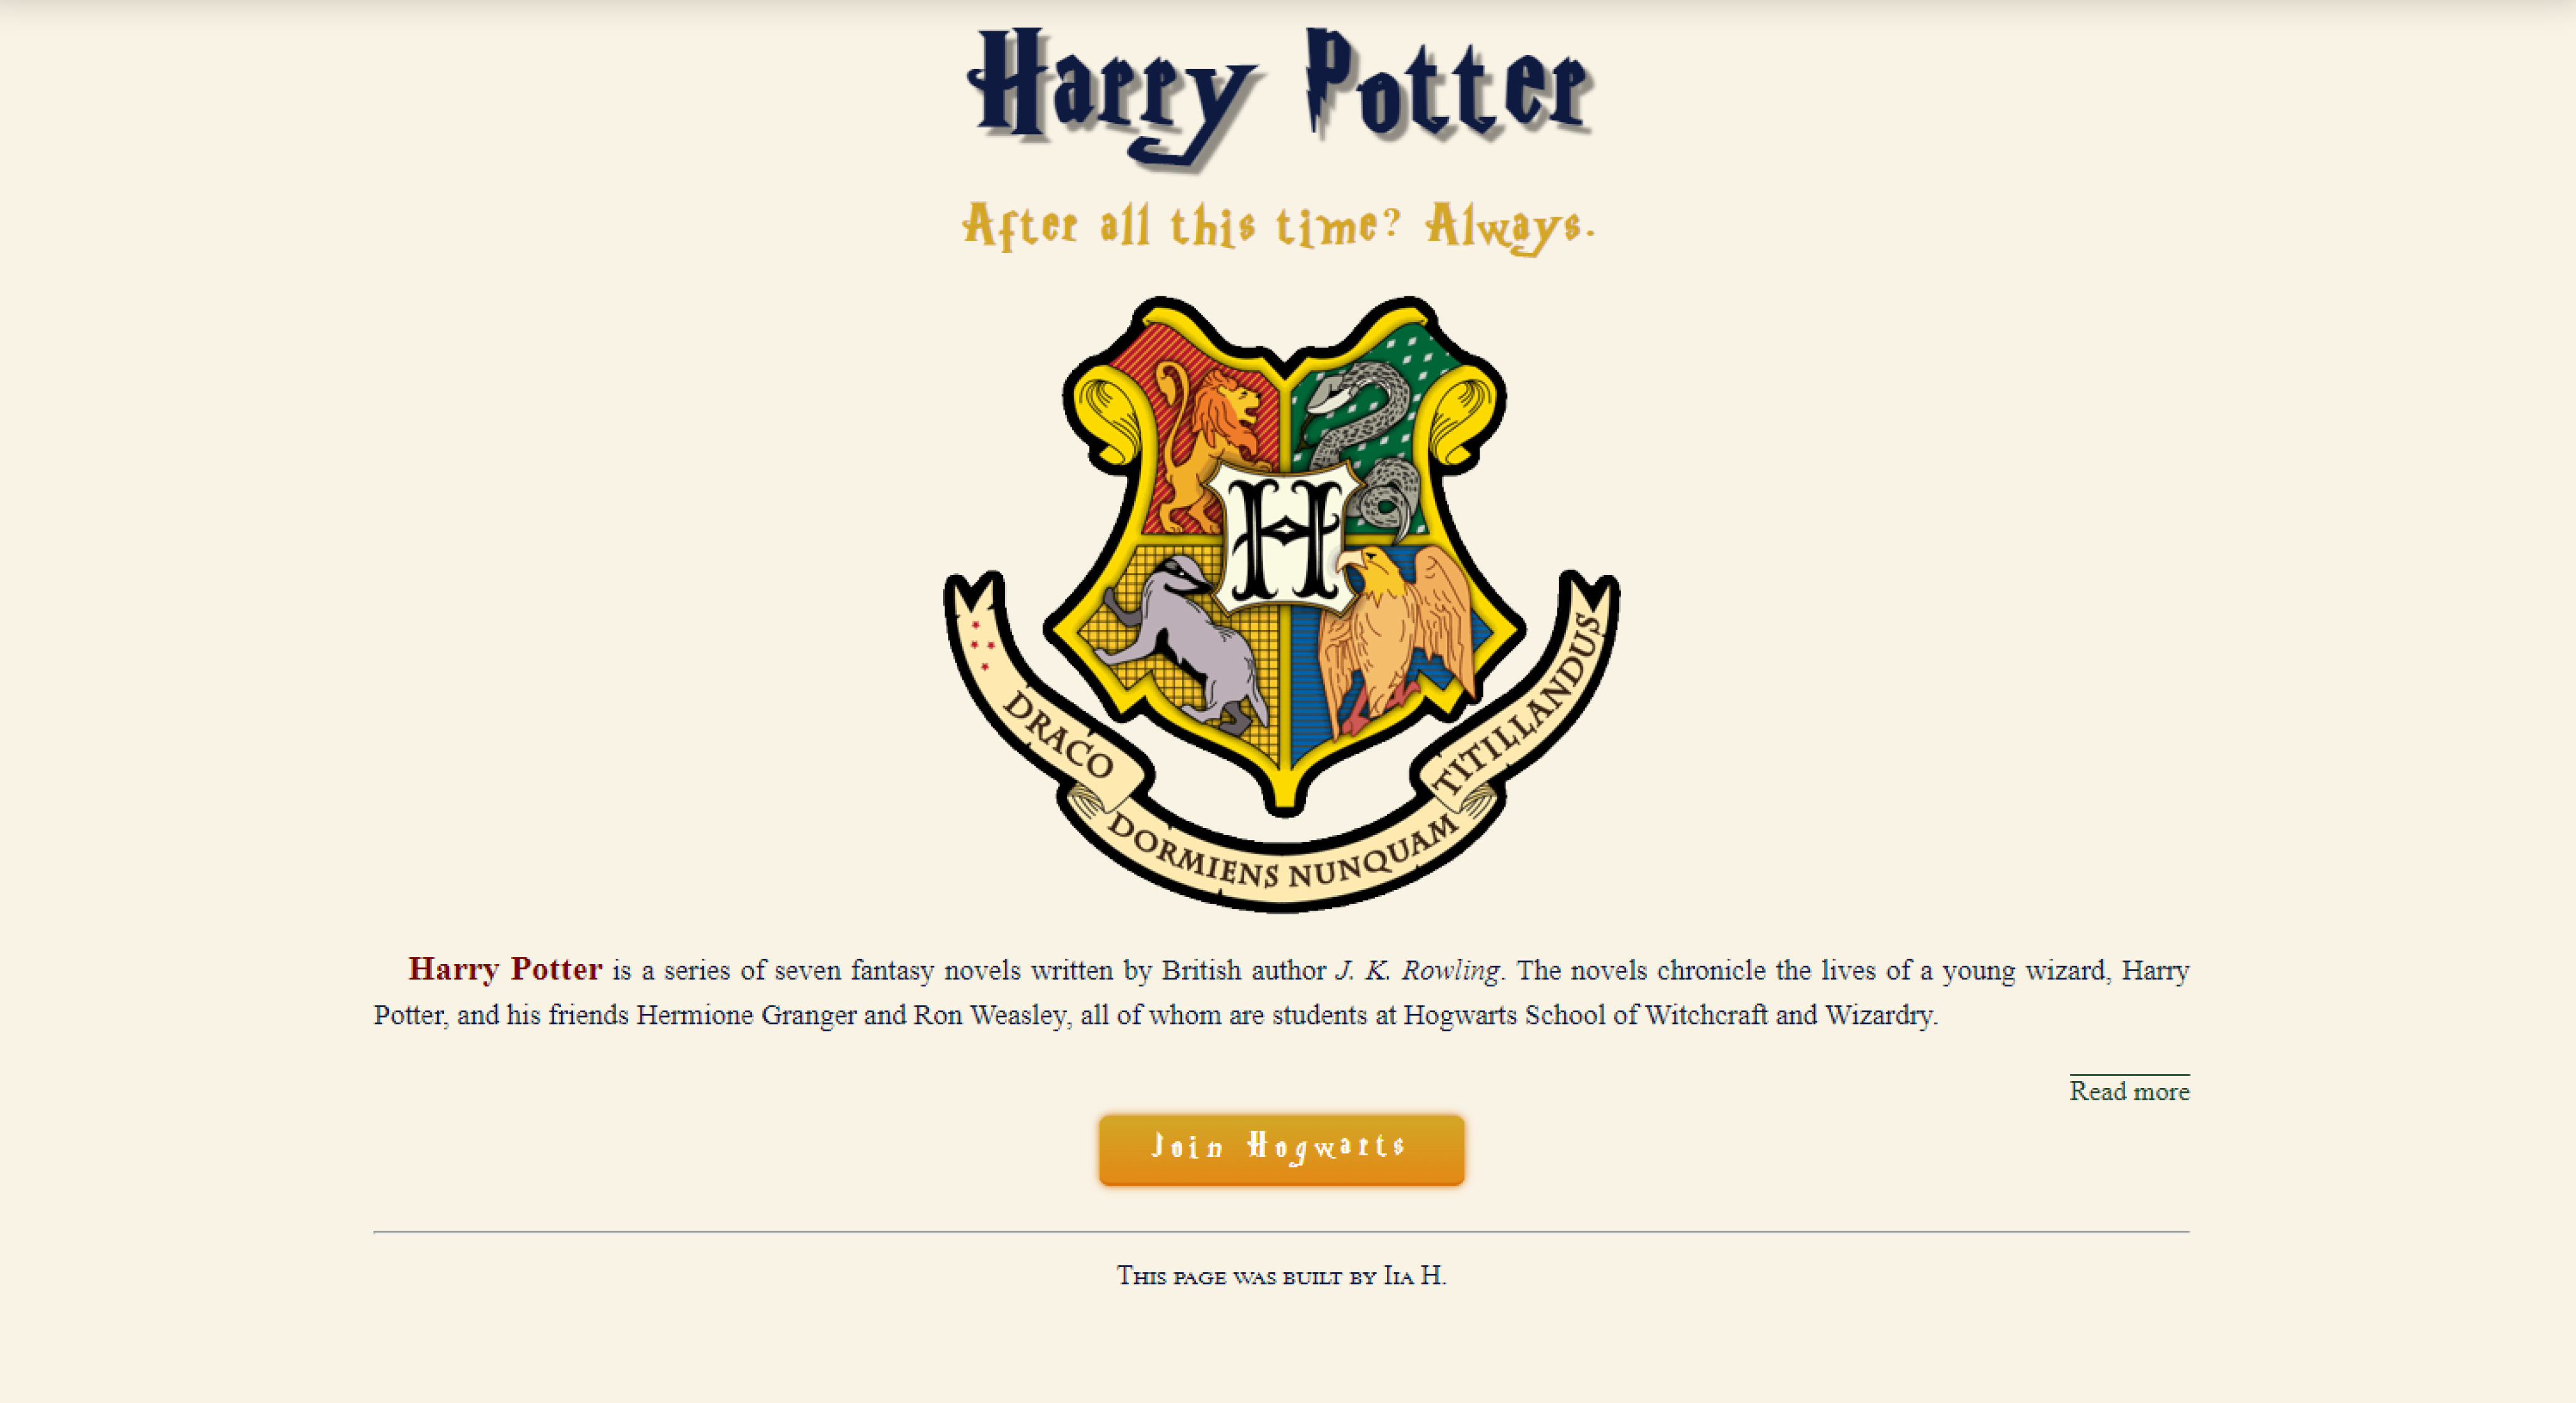 Harry Potter
After all this time? Always.
H
DRACO
DORMIENS NUNQUAM
TITILLANDUS
Harry Potter is a series of seven fantasy novels written by British author J. K. Rowling. The novels chronicle the lives of a young wizard, Harry
Potter, and his friends Hermione Granger and Ron Weasley, all of whom are students at Hogwarts School of Witchcraft and Wizardry.
Read more
Join Hogwarts
This page was built by Iia H.